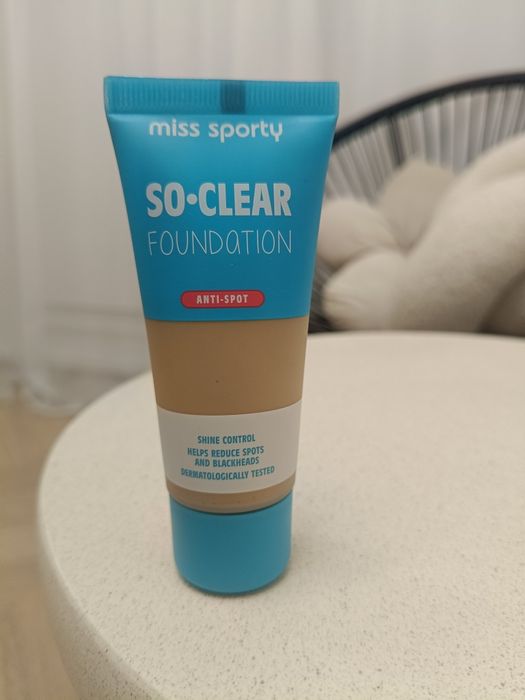 miss sporty
SO•CLEAR
FOUNDATION
ANTI-SPOT
SHINE CONTROL
HELPS REDUCE SPOTS
AND BLACKHEADS
DERMATOLOGICALLY TESTED